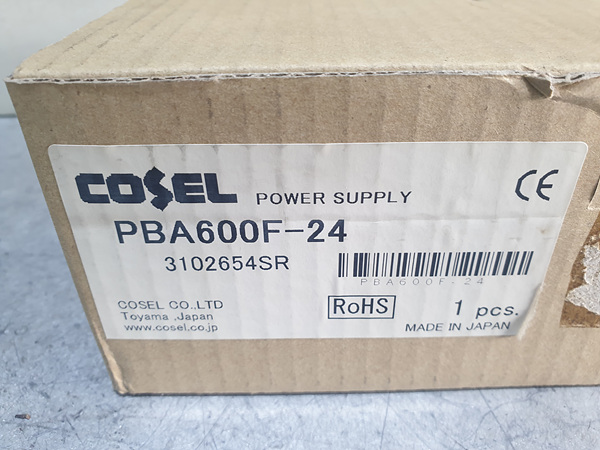 COSEL POWER SUPPLY CE
PBA600F-24
3102654SR
PBA600F-24
COSEL CO.,LTD
Toyama ,Japan
www.cosel.co.jp
RoHS 1 pcs.
MADE IN JAPAN